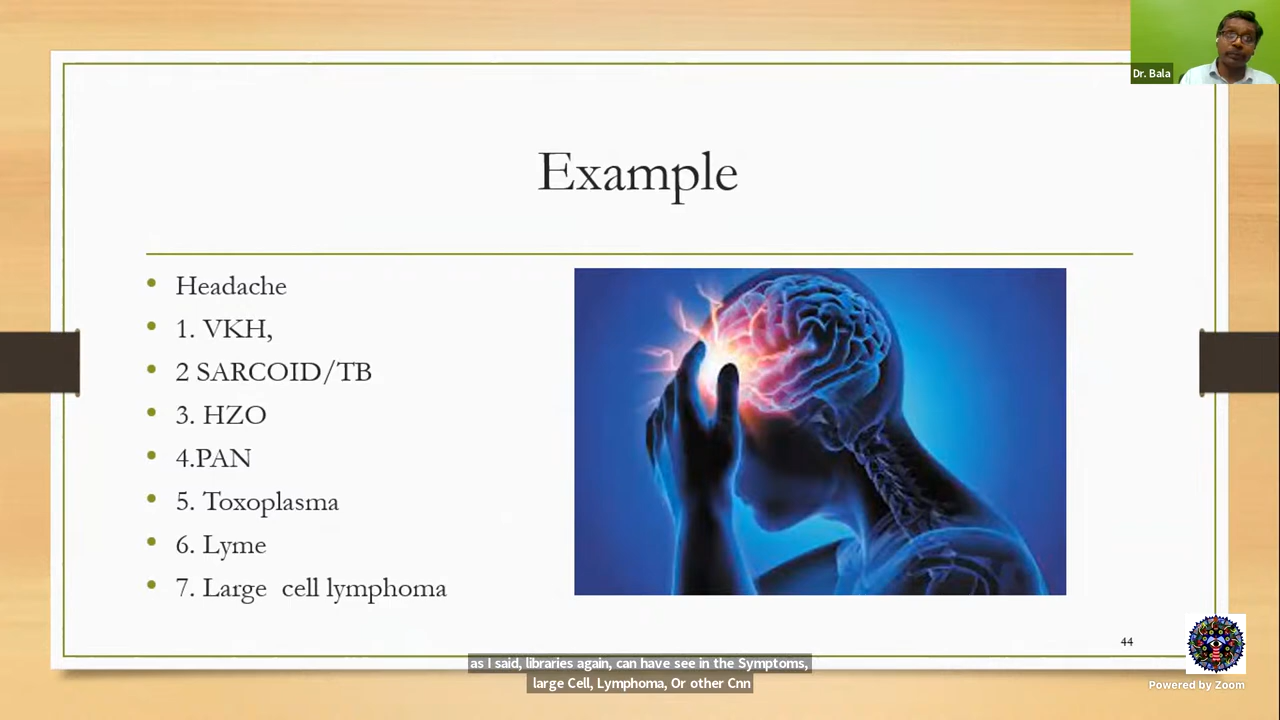 Dr. Bala
Example
Headache
1. VKH,
2 SARCOID/TB
3. HZO
4.PAN
5. Toxoplasma
6. Lyme
7. Large cell lymphoma
44
as I said, libraries again, can have see in the Symptoms,
large Cell, Lymphoma, Or other Cnn
Powered by Zoom